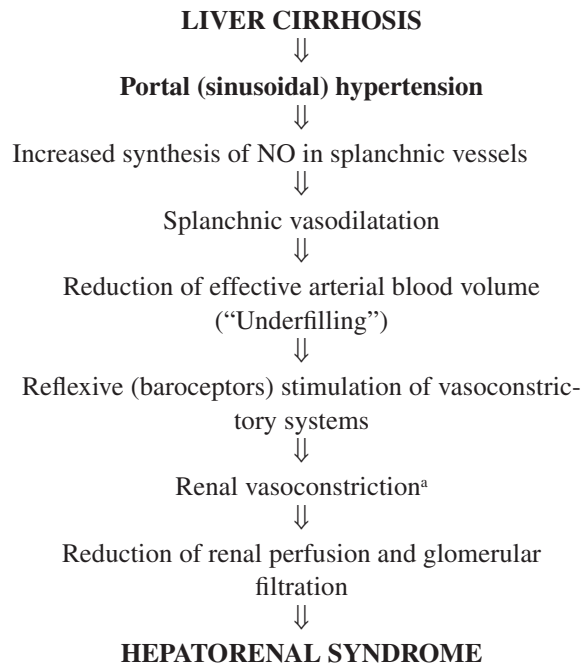 LIVER CIRRHOSIS
⇓
Portal (sinusoidal) hypertension
⇓
Increased synthesis of NO in splanchnic vessels
⇓
Splanchnic vasodilatation
⇓
Reduction of effective arterial blood volume
(“Underfilling”)
⇓
Reflexive (baroceptors) stimulation of vasoconstric-
tory systems
⇓
Renal vasoconstrictionᵃ
⇓
Reduction of renal perfusion and glomerular
filtration
⇓
HEPATORENAL SYNDROME